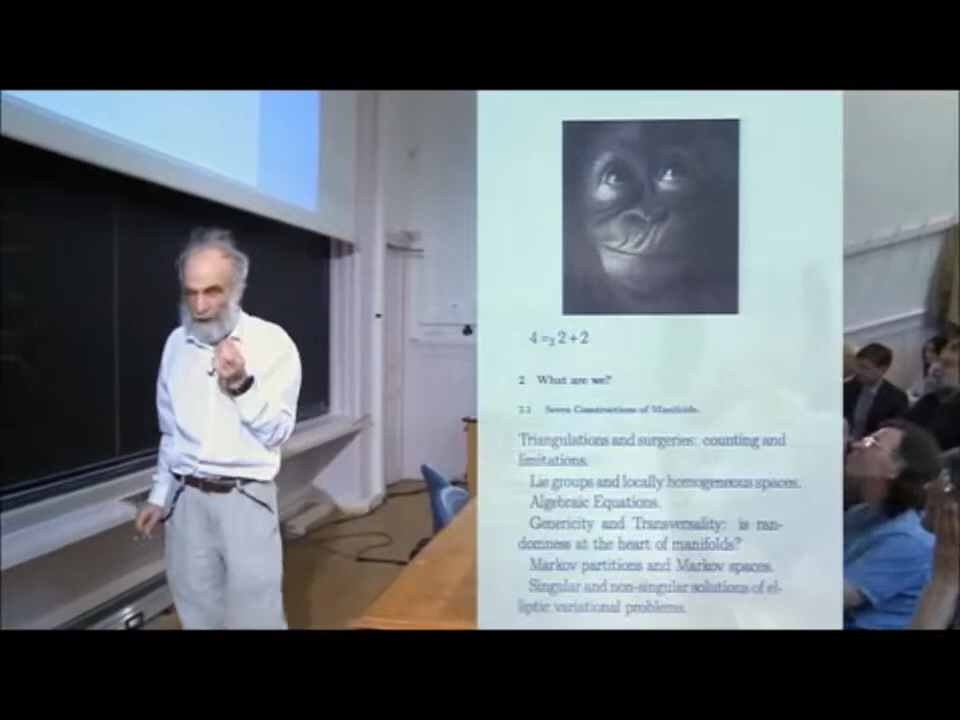 4 =₃ 2 + 2
2 What are we?
2.1 Seven Constructions of Manifolds.
Triangulations and surgeries: counting and
limitations.
Lie groups and locally homogeneous spaces.
Algebraic Equations.
Genericity and Transversality: is ran-
domness at the heart of manifolds?
Markov partitions and Markov spaces.
Singular and non-singular solutions of el-
liptic variational problems.